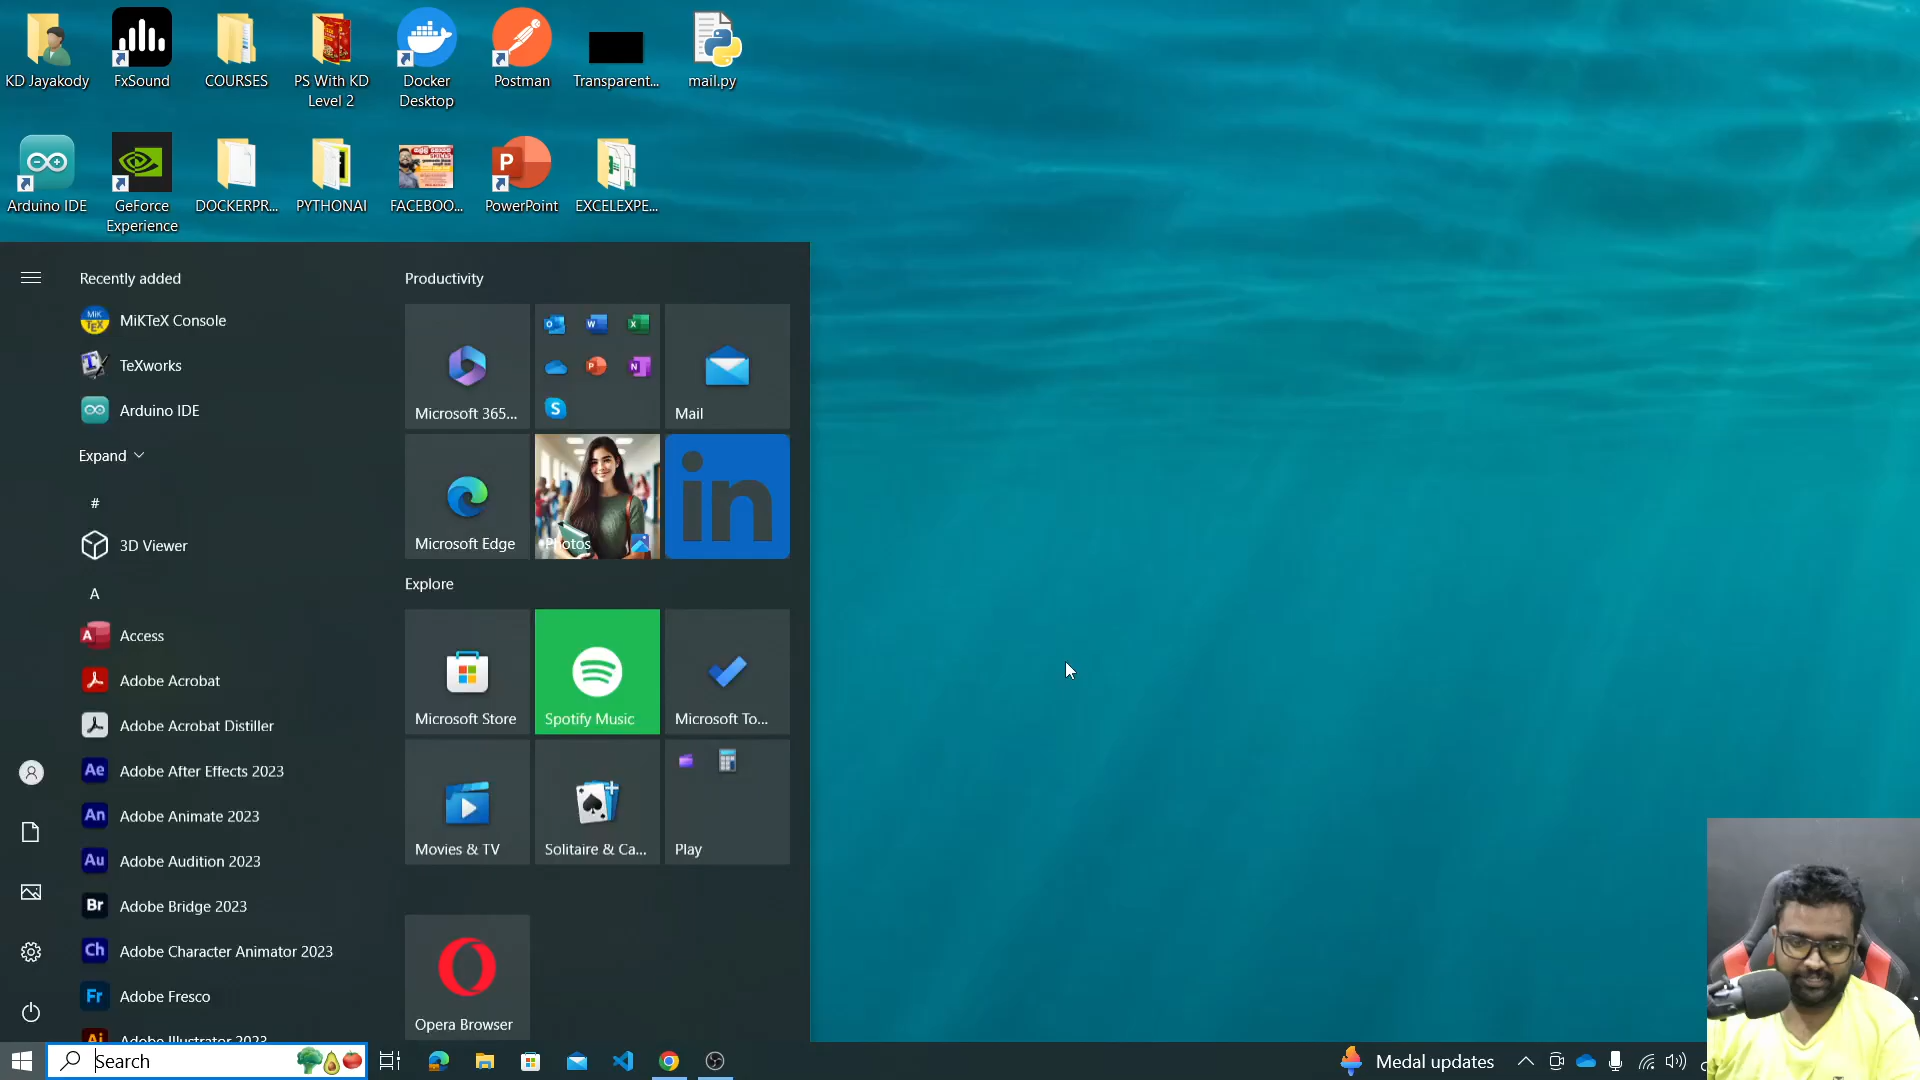 KD Jayakody
FxSound
COURSES
PS With KD
Level 2
Docker
Desktop
Postman
Transparent...
mail.py
Arduino IDE
GeForce
Experience
DOCKERPR...
PYTHONAI
FACEBOO...
PowerPoint
EXCELEXPE...
Recently added
MiKTeX Console
TeXworks
Arduino IDE
Expand
#
3D Viewer
A
Access
Adobe Acrobat
Adobe Acrobat Distiller
Adobe After Effects 2023
Adobe Animate 2023
Adobe Audition 2023
Adobe Bridge 2023
Adobe Character Animator 2023
Adobe Fresco
Adobe Illustrator 2023
Productivity
Microsoft 365...
Mail
Microsoft Edge
Photos
in
Explore
Microsoft Store
Spotify Music
Microsoft To...
Movies & TV
Solitaire & Ca...
Play
Opera Browser
Search
Medal updates